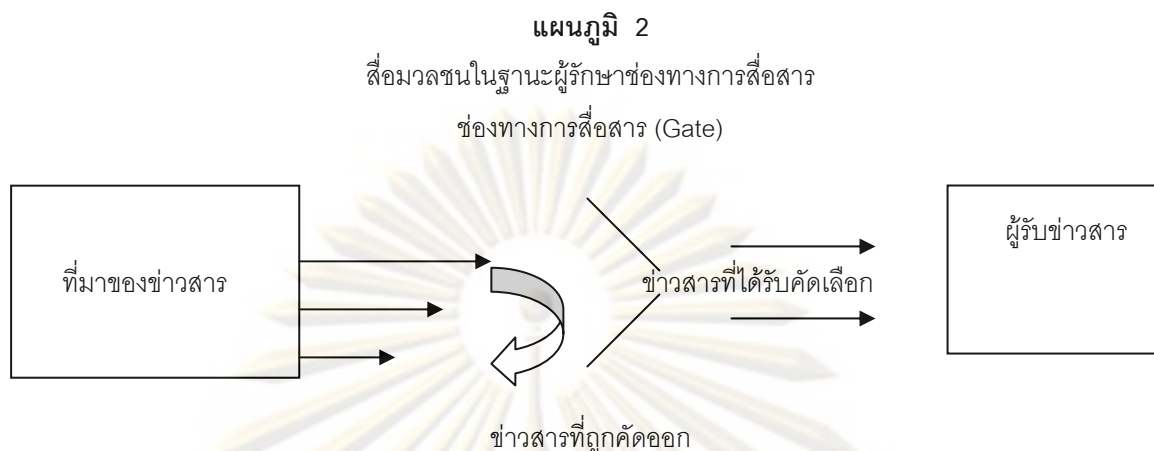 แผนภูมิ 2
สื่อมวลชนในฐานะผู้รักษาช่องทางการสื่อสาร
ช่องทางการสื่อสาร (Gate)
ที่มาของข่าวสาร
ข่าวสารที่ได้รับคัดเลือก
ผู้รับข่าวสาร
ข่าวสารที่ถูกคัดออก